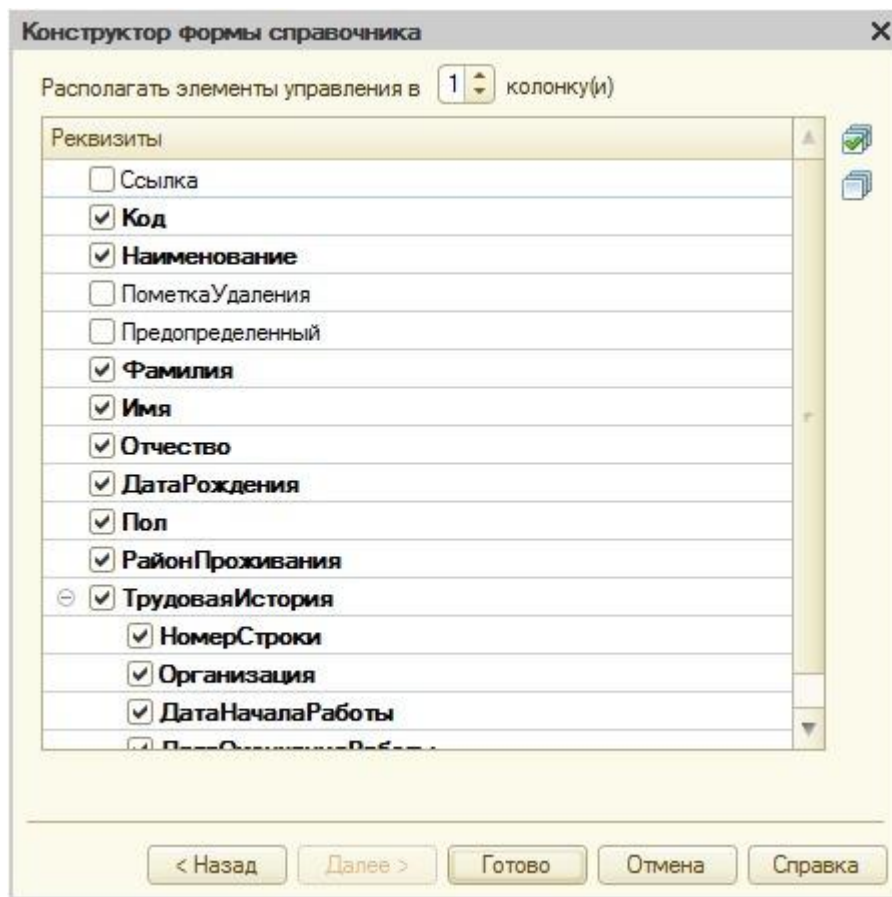 Конструктор формы справочника
Располагать элементы управления в 1 колонку(и)
Реквизиты
Ссылка
Код
Наименование
ПометкаУдаления
Предопределенный
Фамилия
Имя
Отчество
ДатаРождения
Пол
РайонПроживания
ТрудоваяИстория
НомерСтроки
Организация
ДатаНачалаРаботы
< Назад Далее > Готово Отмена Справка